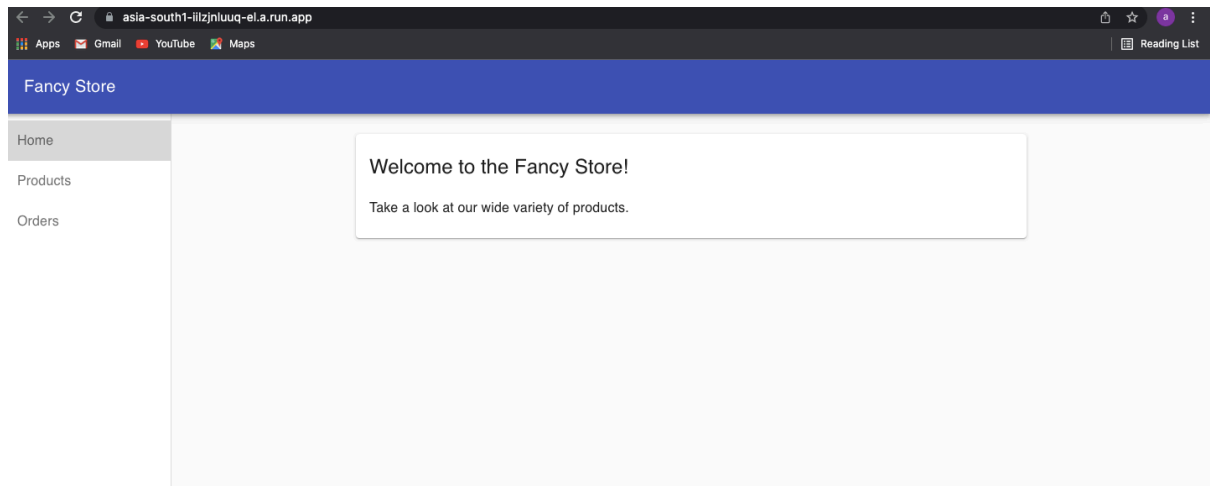 asia-south1-iilzjnluuq-el.a.run.app
a
Apps Gmail YouTube Maps Reading List
Fancy Store
Home
Products
Orders
Welcome to the Fancy Store!
Take a look at our wide variety of products.